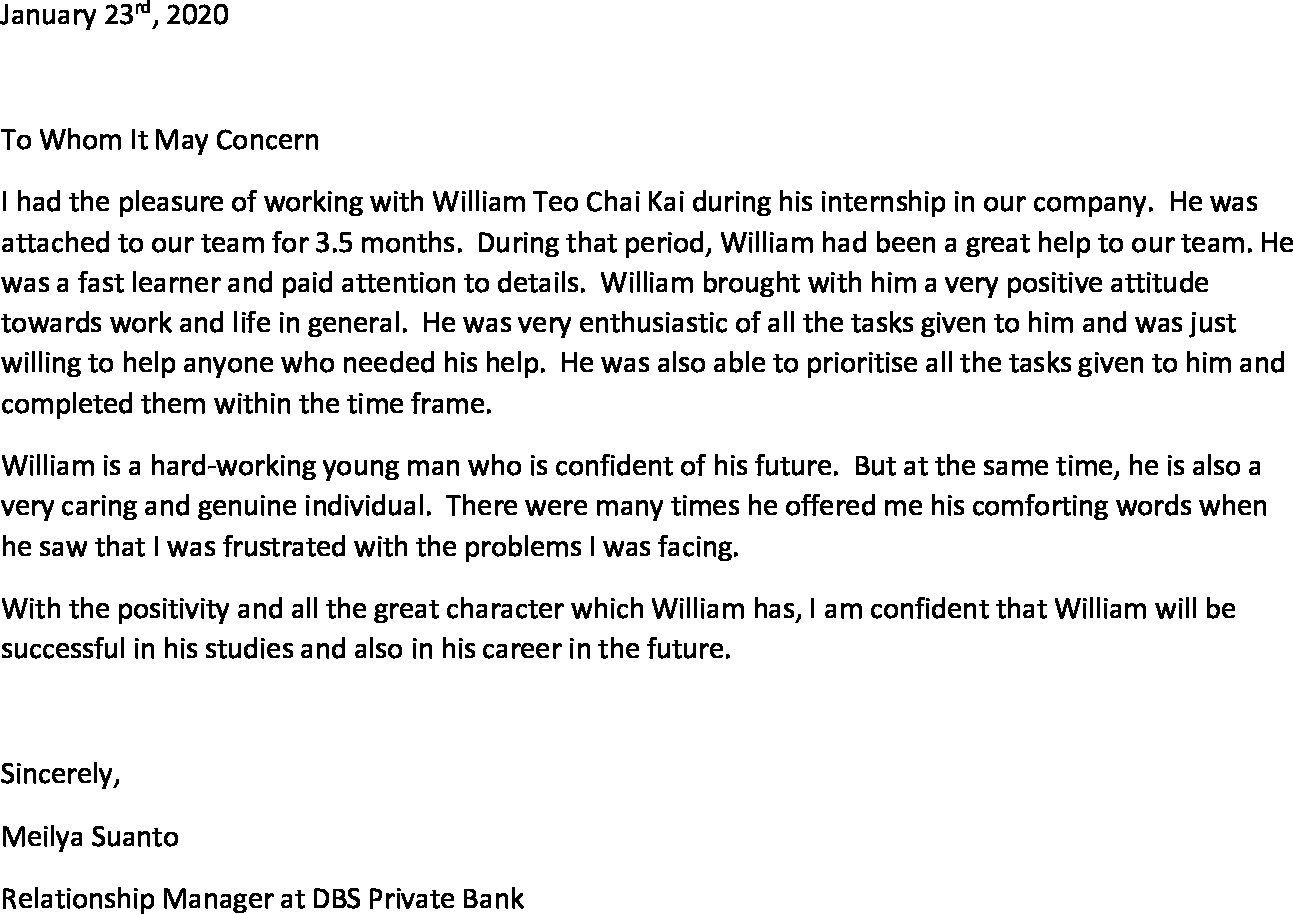 January 23rd, 2020
To Whom It May Concern
I had the pleasure of working with William Teo Chai Kai during his internship in our company.  He was
attached to our team for 3.5 months.  During that period, William had been a great help to our team. He
was a fast learner and paid attention to details.  William brought with him a very positive attitude
towards work and life in general.  He was very enthusiastic of all the tasks given to him and was just
willing to help anyone who needed his help.  He was also able to prioritise all the tasks given to him and
completed them within the time frame.
William is a hard-working young man who is confident of his future.  But at the same time, he is also a
very caring and genuine individual.  There were many times he offered me his comforting words when
he saw that I was frustrated with the problems I was facing.
With the positivity and all the great character which William has, I am confident that William will be
successful in his studies and also in his career in the future.
Sincerely,
Meilya Suanto
Relationship Manager at DBS Private Bank